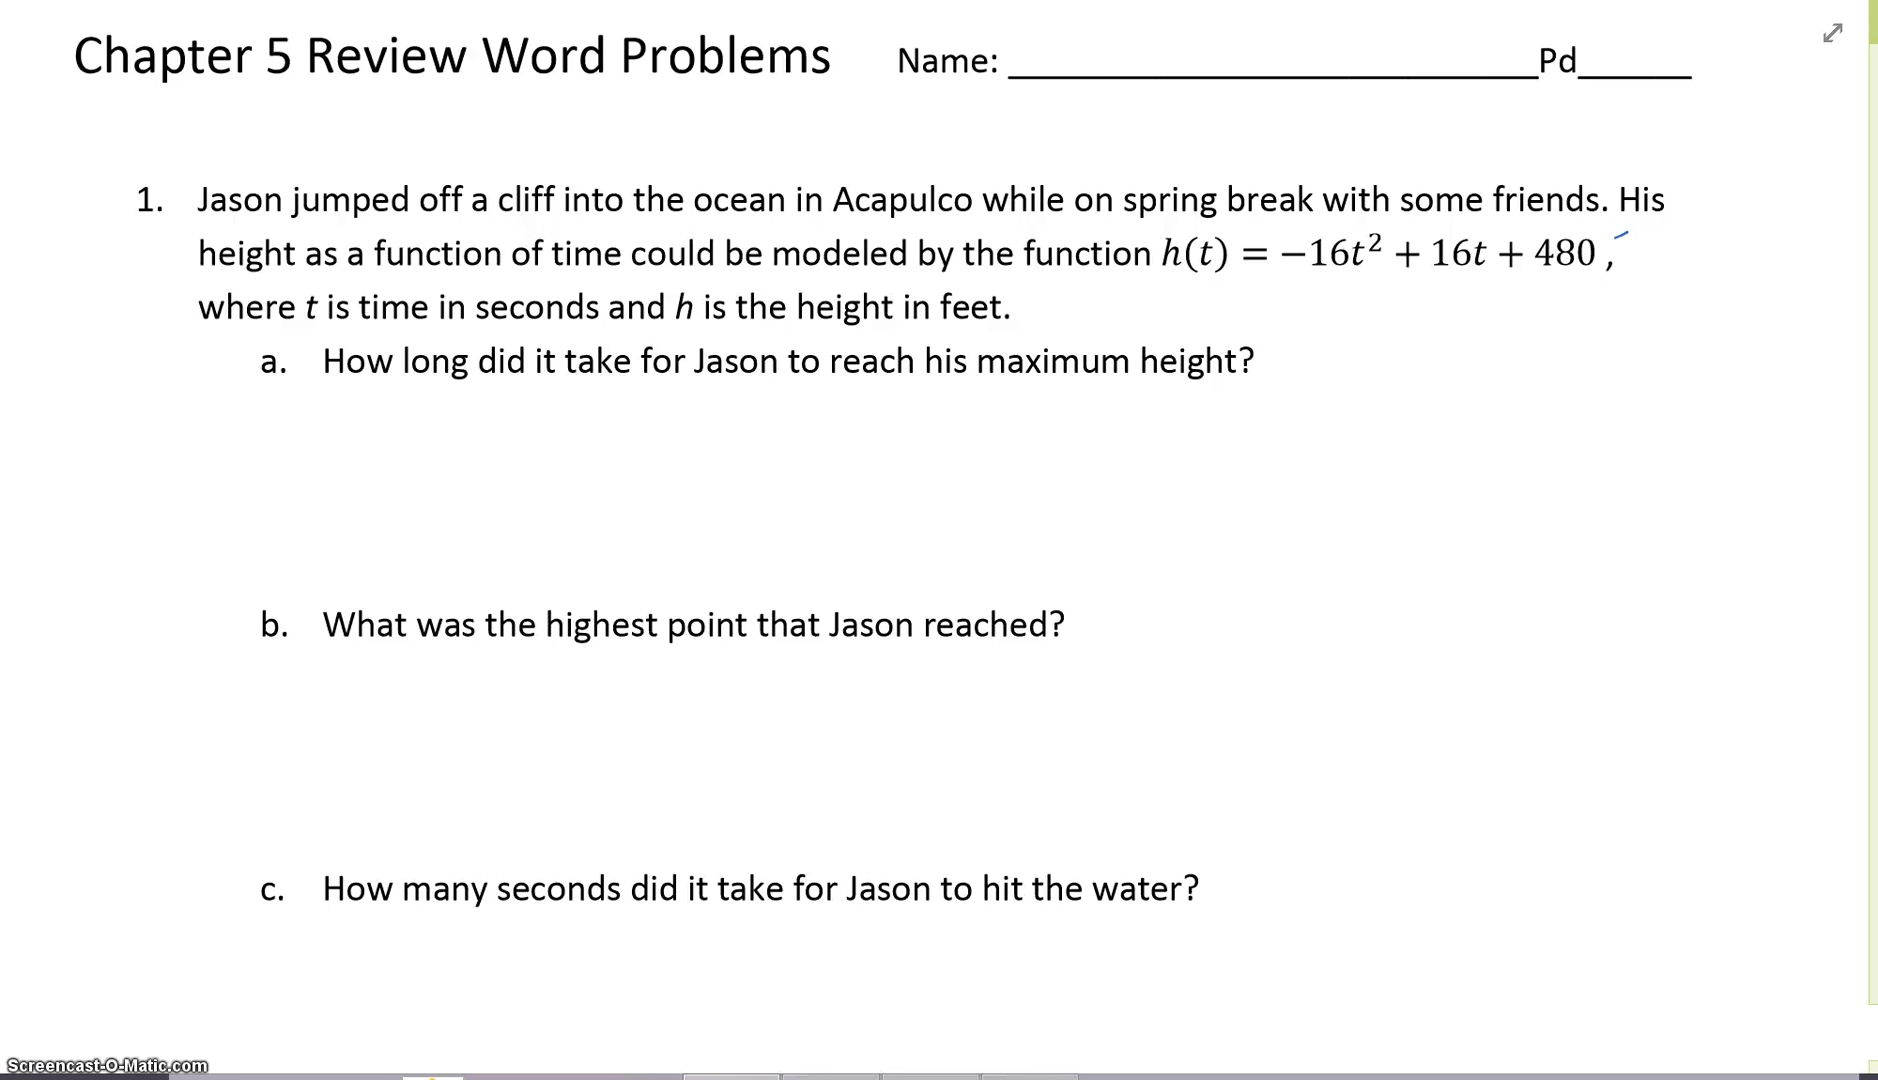 Chapter 5 Review Word Problems Name: ____________________________Pd______
1. Jason jumped off a cliff into the ocean in Acapulco while on spring break with some friends. His
height as a function of time could be modeled by the function h(t) = −16t² + 16t + 480 ,
where t is time in seconds and h is the height in feet.
a. How long did it take for Jason to reach his maximum height?
b. What was the highest point that Jason reached?
c. How many seconds did it take for Jason to hit the water?
Screencast-O-Matic.com